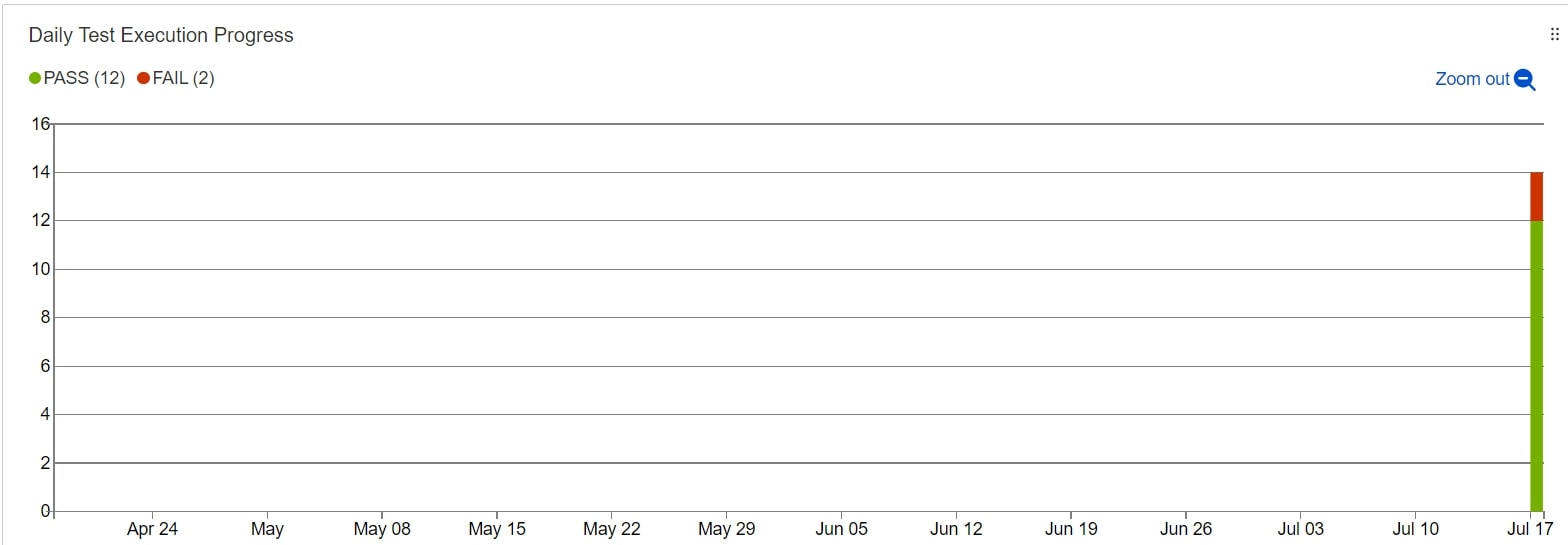 Daily Test Execution Progress
PASS (12) FAIL (2)
Zoom out
16
14
12
10
8
6
4
2
0
Apr 24 May May 08 May 15 May 22 May 29 Jun 05 Jun 12 Jun 19 Jun 26 Jul 03 Jul 10 Jul 17